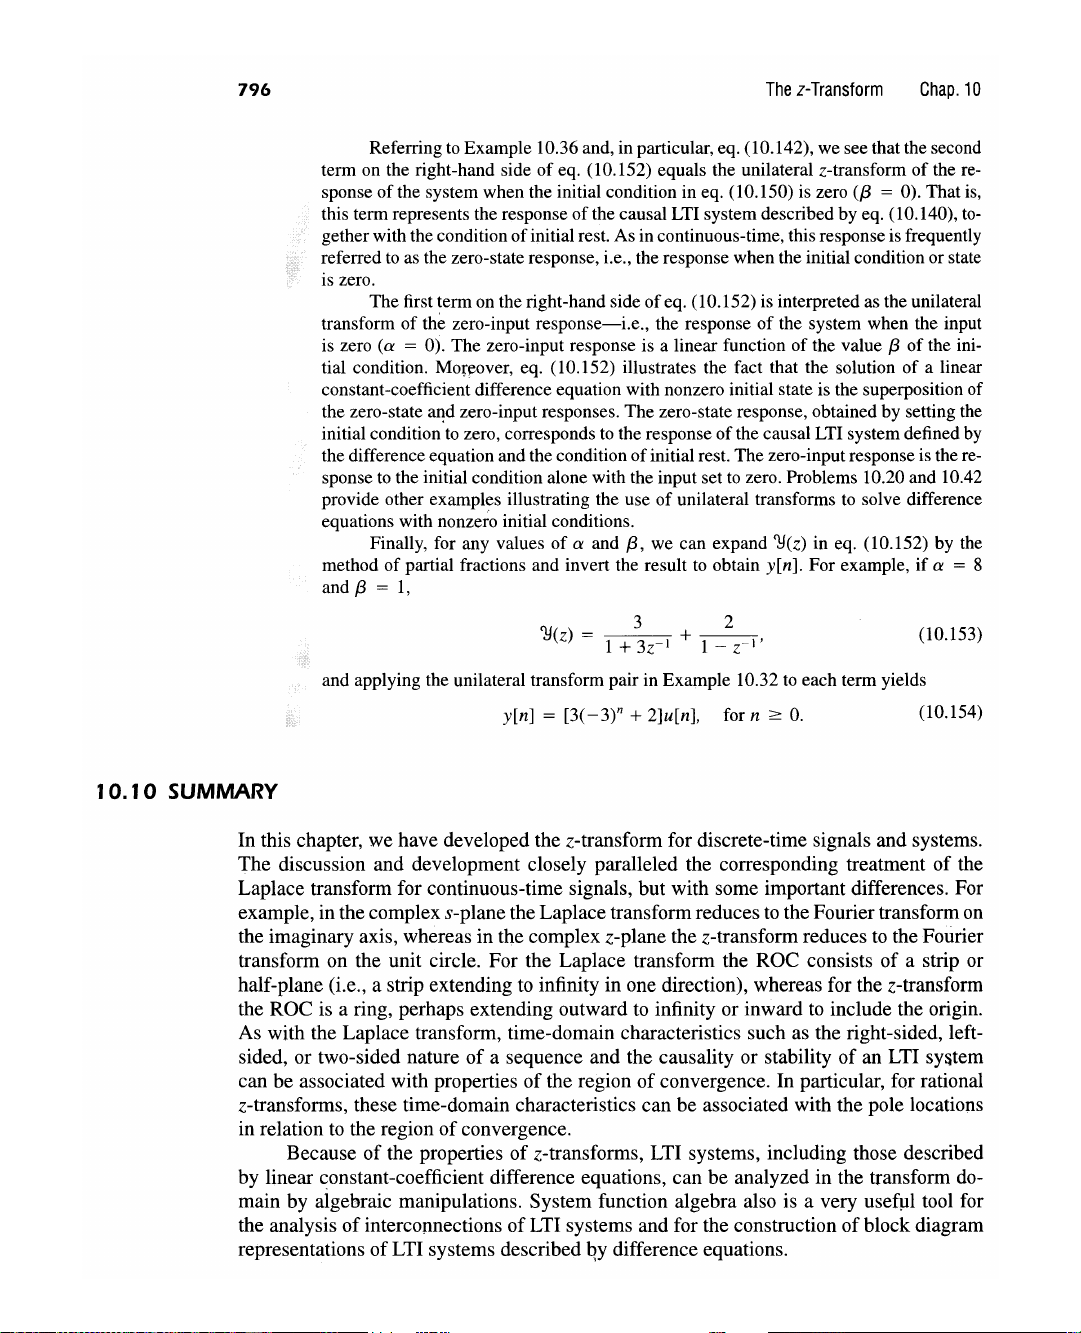 796 The z-Transform Chap. 10
Referring to Example 10.36 and, in particular, eq. (10.142), we see that the second
term on the right-hand side of eq. (10.152) equals the unilateral z-transform of the re-
sponse of the system when the initial condition in eq. (10.150) is zero (β = 0). That is,
this term represents the response of the causal LTI system described by eq. (10.140), to-
gether with the condition of initial rest. As in continuous-time, this response is frequently
referred to as the zero-state response, i.e., the response when the initial condition or state
is zero.
The first term on the right-hand side of eq. (10.152) is interpreted as the unilateral
transform of the zero-input response—i.e., the response of the system when the input
is zero (α = 0). The zero-input response is a linear function of the value β of the ini-
tial condition. Moreover, eq. (10.152) illustrates the fact that the solution of a linear
constant-coefficient difference equation with nonzero initial state is the superposition of
the zero-state and zero-input responses. The zero-state response, obtained by setting the
initial condition to zero, corresponds to the response of the causal LTI system defined by
the difference equation and the condition of initial rest. The zero-input response is the re-
sponse to the initial condition alone with the input set to zero. Problems 10.20 and 10.42
provide other examples illustrating the use of unilateral transforms to solve difference
equations with nonzero initial conditions.
Finally, for any values of α and β, we can expand 𝒴(z) in eq. (10.152) by the
method of partial fractions and invert the result to obtain y[n]. For example, if α = 8
and β = 1,
𝒴(z) = 3/(1 + 3z⁻¹) + 2/(1 − z⁻¹), (10.153)
and applying the unilateral transform pair in Example 10.32 to each term yields
y[n] = [3(−3)ⁿ + 2]u[n], for n ≥ 0. (10.154)
10.10 SUMMARY
In this chapter, we have developed the z-transform for discrete-time signals and systems.
The discussion and development closely paralleled the corresponding treatment of the
Laplace transform for continuous-time signals, but with some important differences. For
example, in the complex s-plane the Laplace transform reduces to the Fourier transform on
the imaginary axis, whereas in the complex z-plane the z-transform reduces to the Fourier
transform on the unit circle. For the Laplace transform the ROC consists of a strip or
half-plane (i.e., a strip extending to infinity in one direction), whereas for the z-transform
the ROC is a ring, perhaps extending outward to infinity or inward to include the origin.
As with the Laplace transform, time-domain characteristics such as the right-sided, left-
sided, or two-sided nature of a sequence and the causality or stability of an LTI system
can be associated with properties of the region of convergence. In particular, for rational
z-transforms, these time-domain characteristics can be associated with the pole locations
in relation to the region of convergence.
Because of the properties of z-transforms, LTI systems, including those described
by linear constant-coefficient difference equations, can be analyzed in the transform do-
main by algebraic manipulations. System function algebra also is a very useful tool for
the analysis of interconnections of LTI systems and for the construction of block diagram
representations of LTI systems described by difference equations.